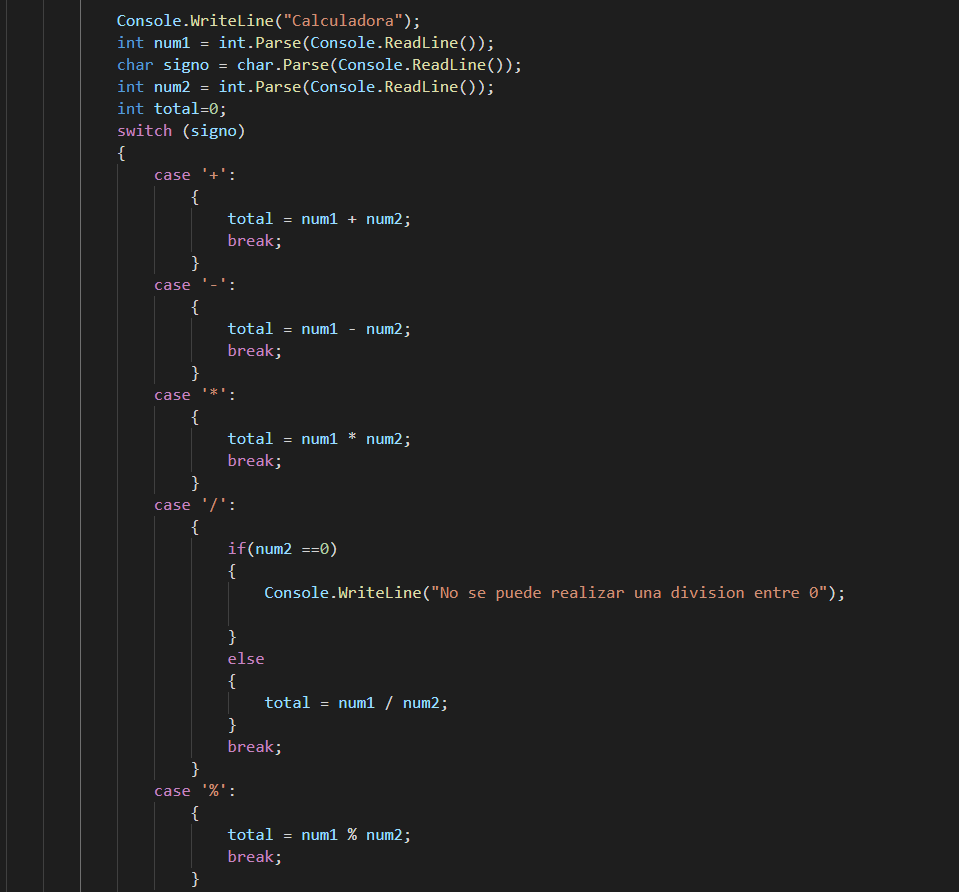 Console.WriteLine("Calculadora");
int num1 = int.Parse(Console.ReadLine());
char signo = char.Parse(Console.ReadLine());
int num2 = int.Parse(Console.ReadLine());
int total=0;
switch (signo)
{
case '+':
{
total = num1 + num2;
break;
}
case '-':
{
total = num1 - num2;
break;
}
case '*':
{
total = num1 * num2;
break;
}
case '/':
{
if(num2 ==0)
{
Console.WriteLine("No se puede realizar una division entre 0");
}
else
{
total = num1 / num2;
}
break;
}
case '%':
{
total = num1 % num2;
break;
}